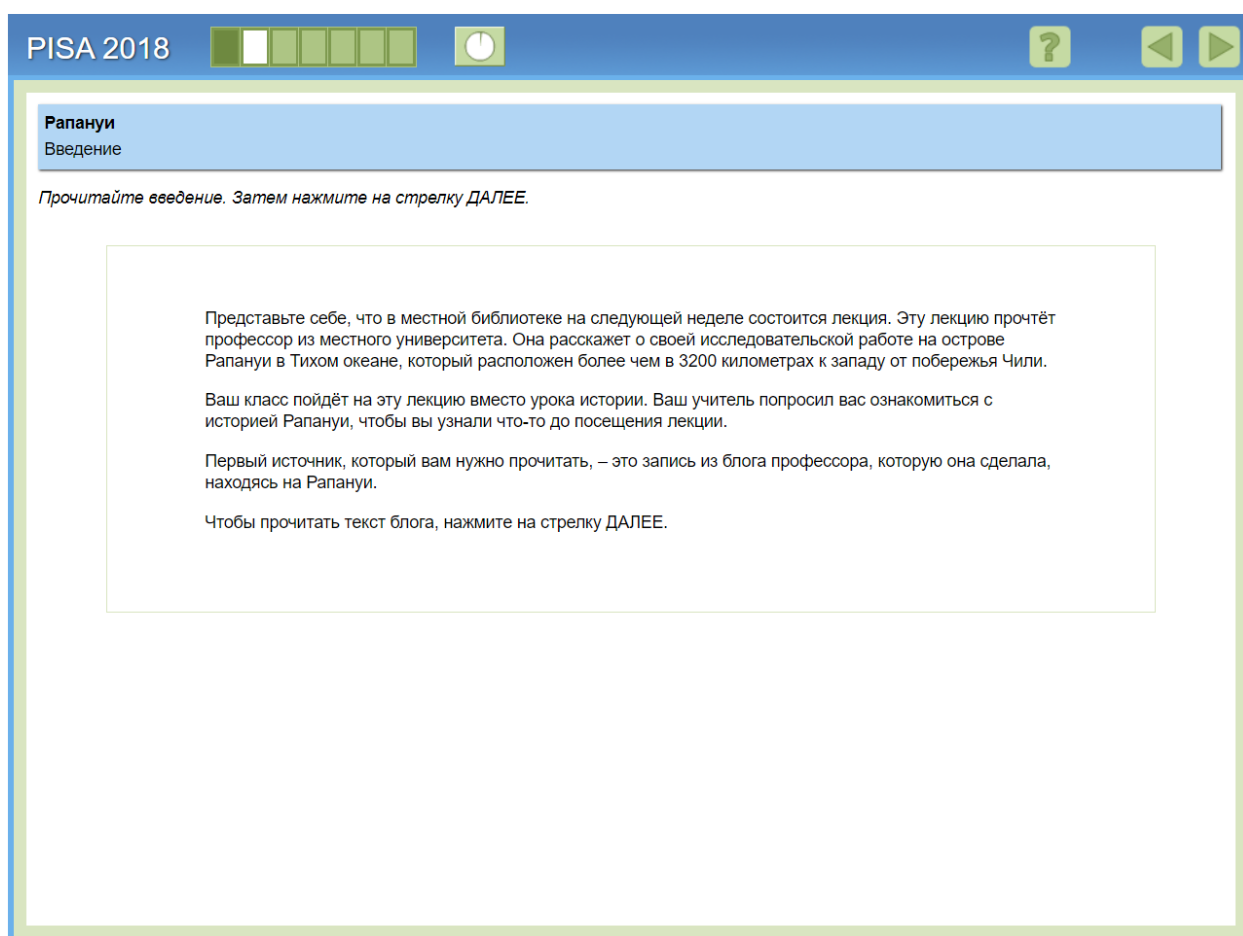 PISA 2018
?
Рапануи
Введение
Прочитайте введение. Затем нажмите на стрелку ДАЛЕЕ.
Представьте себе, что в местной библиотеке на следующей неделе состоится лекция. Эту лекцию прочтёт
профессор из местного университета. Она расскажет о своей исследовательской работе на острове
Рапануи в Тихом океане, который расположен более чем в 3200 километрах к западу от побережья Чили.
Ваш класс пойдёт на эту лекцию вместо урока истории. Ваш учитель попросил вас ознакомиться с
историей Рапануи, чтобы вы узнали что-то до посещения лекции.
Первый источник, который вам нужно прочитать, – это запись из блога профессора, которую она сделала,
находясь на Рапануи.
Чтобы прочитать текст блога, нажмите на стрелку ДАЛЕЕ.